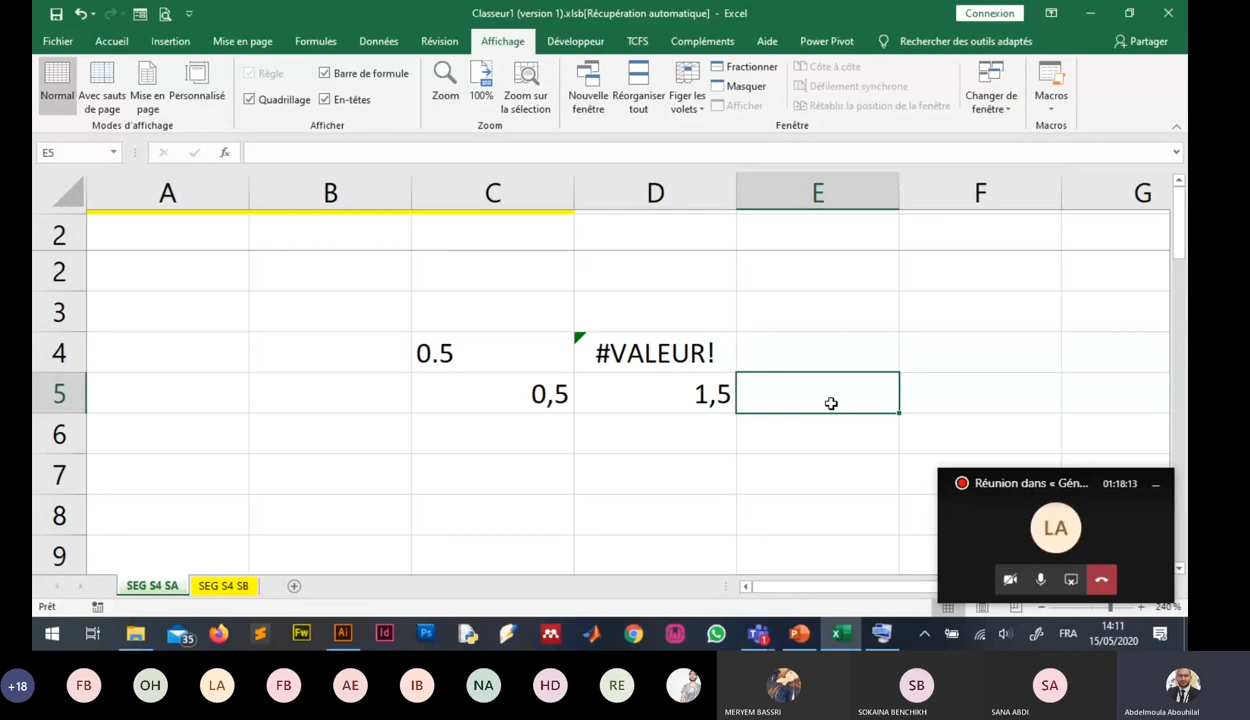 Classeur1 (version 1).xlsb[Récupération automatique] - Excel
Connexion
Fichier Accueil Insertion Mise en page Formules Données Révision Affichage Développeur TCFS Compléments Aide Power Pivot Rechercher des outils adaptés Partager
Normal
Avec sauts de page
Mise en page
Personnalisé
Modes d'affichage
Règle
Barre de formule
Quadrillage
En-têtes
Afficher
Zoom
100%
Zoom sur la sélection
Zoom
Nouvelle fenêtre
Réorganiser tout
Figer les volets
Fractionner
Masquer
Afficher
Côte à côte
Défilement synchrone
Rétablir la position de la fenêtre
Changer de fenêtre
Fenêtre
Macros
Macros
E5
fx
A B C D E F G
2
2
3
4 0.5 #VALEUR!
5 0,5 1,5
6
7
8
9
Réunion dans « Gén... 01:18:13
LA
SEG S4 SA SEG S4 SB
Prêt
240 %
35
Fw Ai Id Ps
1
FRA
14:11
15/05/2020
+18 FB OH LA FB AE IB NA HD RE
SB SA
MERYEM BASSRI SOKAINA BENCHIKH SANA ABDI Abdelmoula Abouhilal